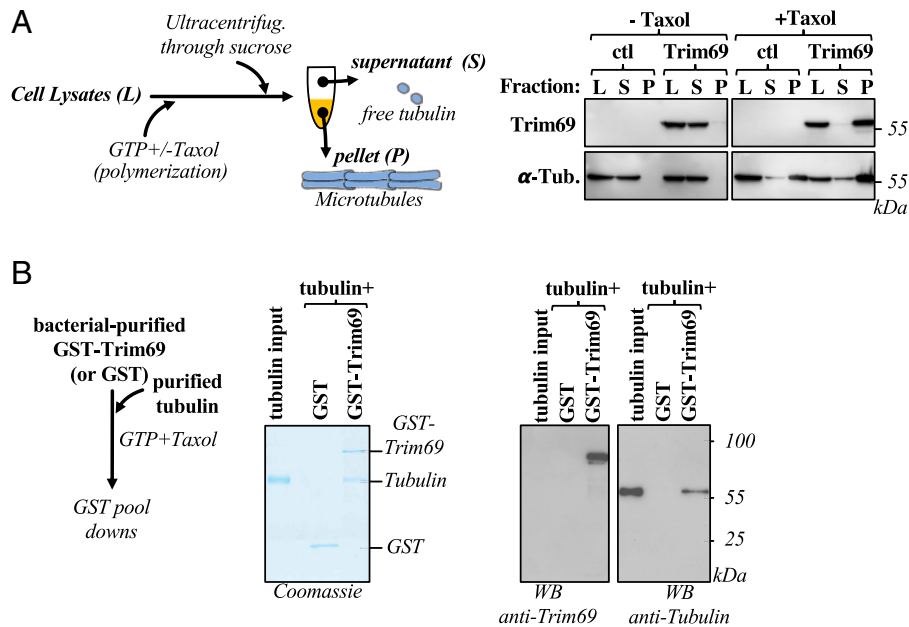 A
Ultracentrifug.
through sucrose
Cell Lysates (L)
GTP+/-Taxol
(polymerization)
supernatant (S)
free tubulin
pellet (P)
Microtubules
- Taxol
+Taxol
ctl Trim69 ctl Trim69
Fraction: L S P L S P L S P L S P
Trim69
55
α-Tub.
55
kDa
B
bacterial-purified
GST-Trim69
(or GST)
purified
tubulin
GTP+Taxol
GST pool
downs
tubulin+
tubulin input
GST
GST-Trim69
GST-
Trim69
Tubulin
GST
Coomassie
tubulin+
tubulin input
GST
GST-Trim69
tubulin input
GST
GST-Trim69
100
55
25
kDa
WB
anti-Trim69
WB
anti-Tubulin